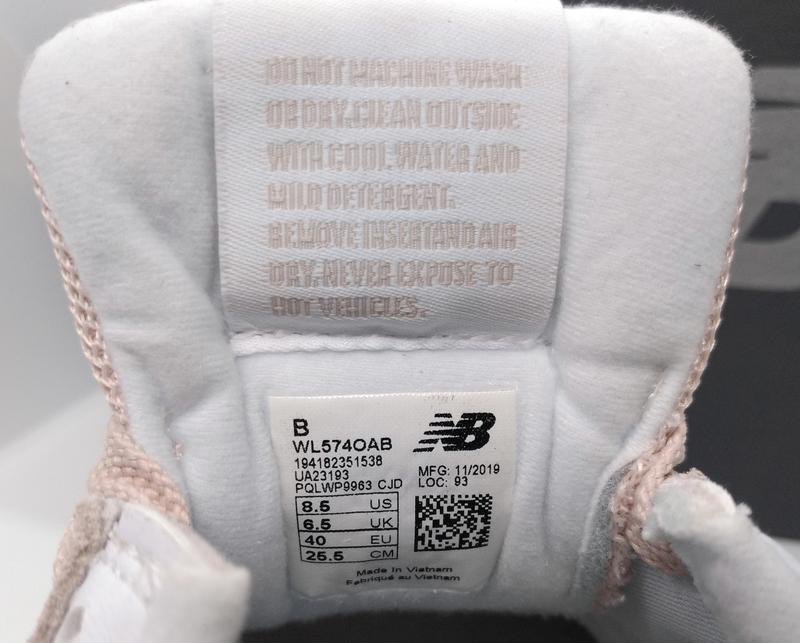 DO NOT MACHINE WASH
OR DRY.CLEAN OUTSIDE
WITH COOL WATER AND
MILD DETERGENT.
REMOVE INSERTAND AIR
DRY.NEVER EXPOSE TO
HOT VEHICLES.
B
WL574OAB
194182351538
UA23193
PQLWP9963 CJD
NB
MFG: 11/2019
LOC: 93
8.5 US
6.5 UK
40 EU
25.5 CM
Made in Vietnam
Fabriqué au Vietnam